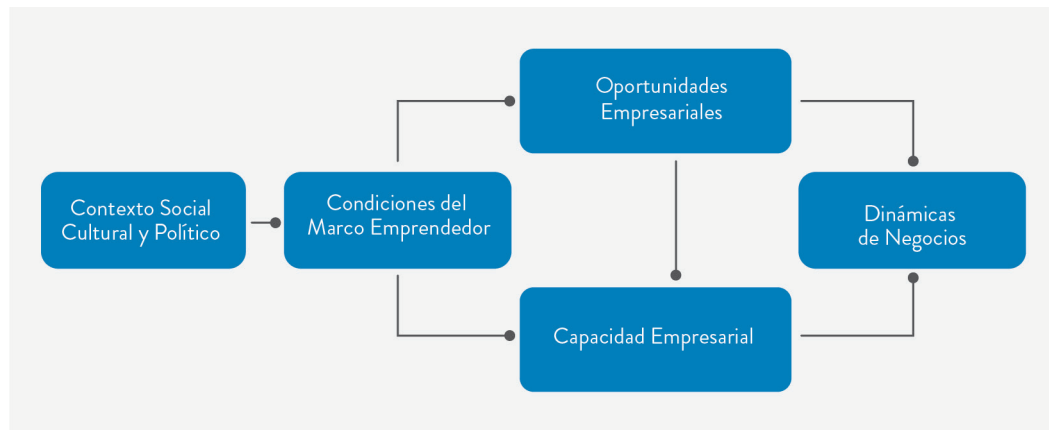 Contexto Social
Cultural y Político
Condiciones del
Marco Emprendedor
Oportunidades
Empresariales
Capacidad Empresarial
Dinámicas
de Negocios